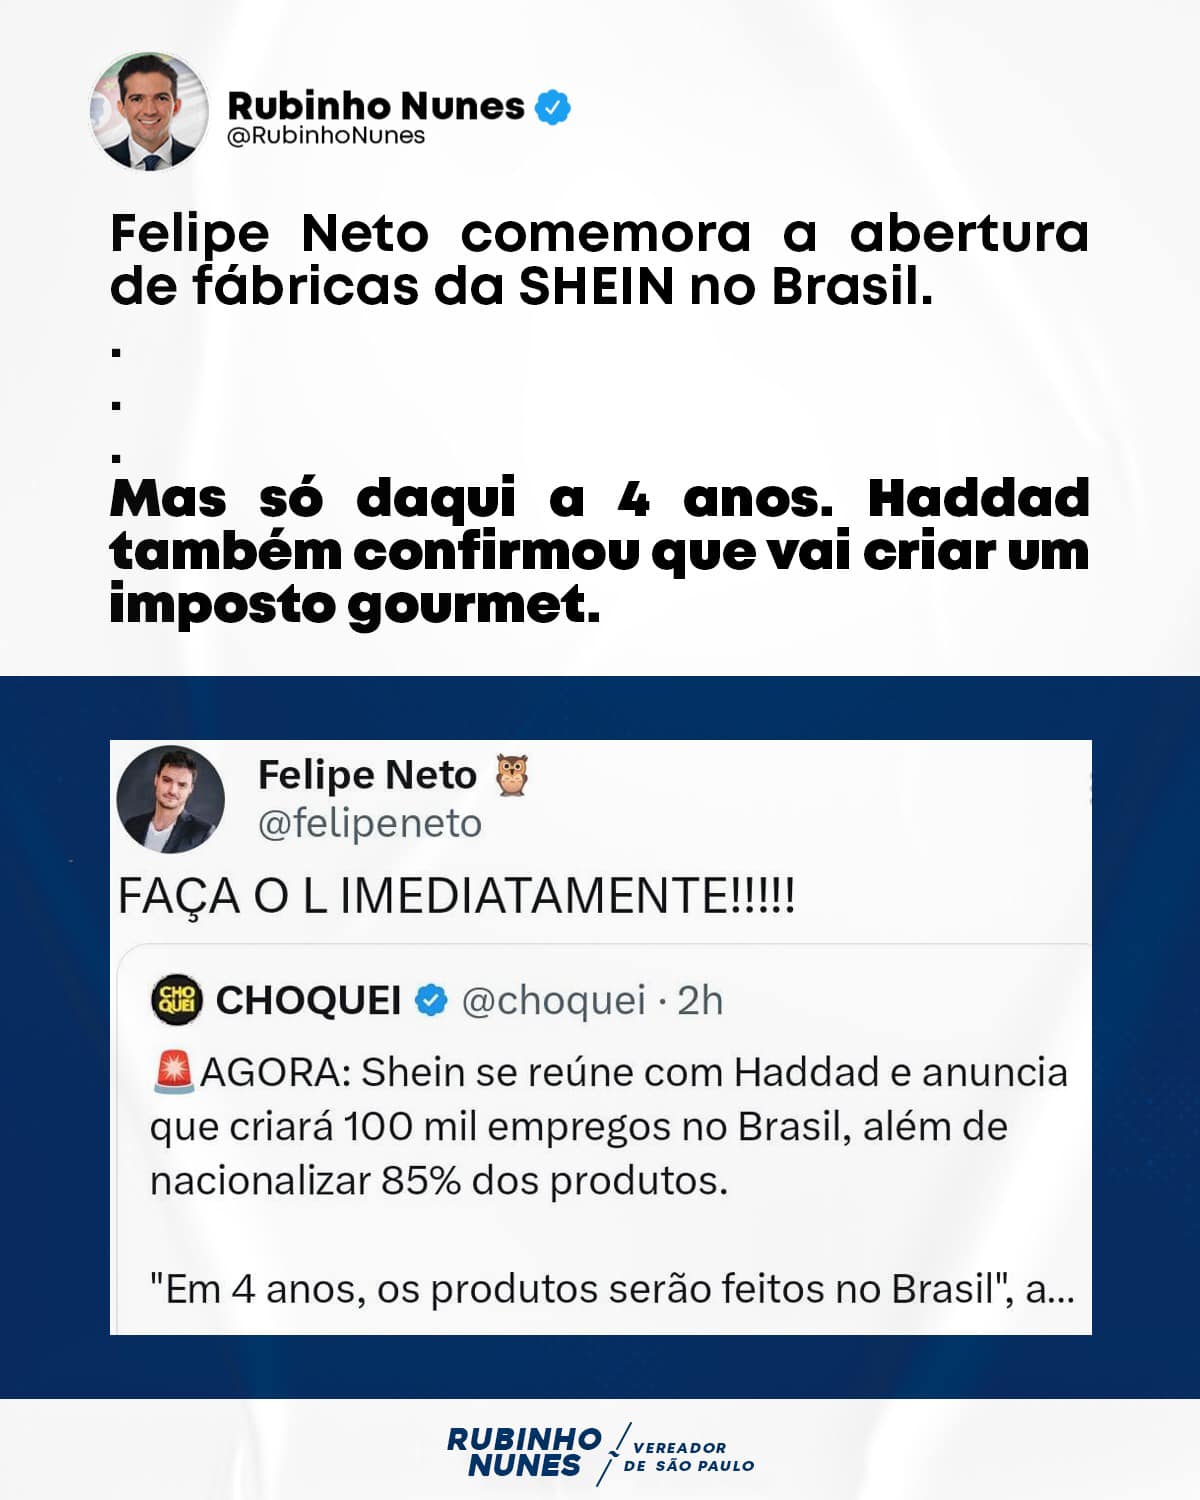 Rubinho Nunes
@RubinhoNunes
Felipe Neto comemora a abertura
de fábricas da SHEIN no Brasil.
.
.
.
Mas só daqui a 4 anos. Haddad
também confirmou que vai criar um
imposto gourmet.
Felipe Neto 🦉
@felipeneto
FAÇA O L IMEDIATAMENTE!!!!!
CHO
QUEI
CHOQUEI @choquei · 2h
🚨AGORA: Shein se reúne com Haddad e anuncia
que criará 100 mil empregos no Brasil, além de
nacionalizar 85% dos produtos.
"Em 4 anos, os produtos serão feitos no Brasil", a...
RUBINHO
NUNES
VEREADOR
DE SÃO PAULO